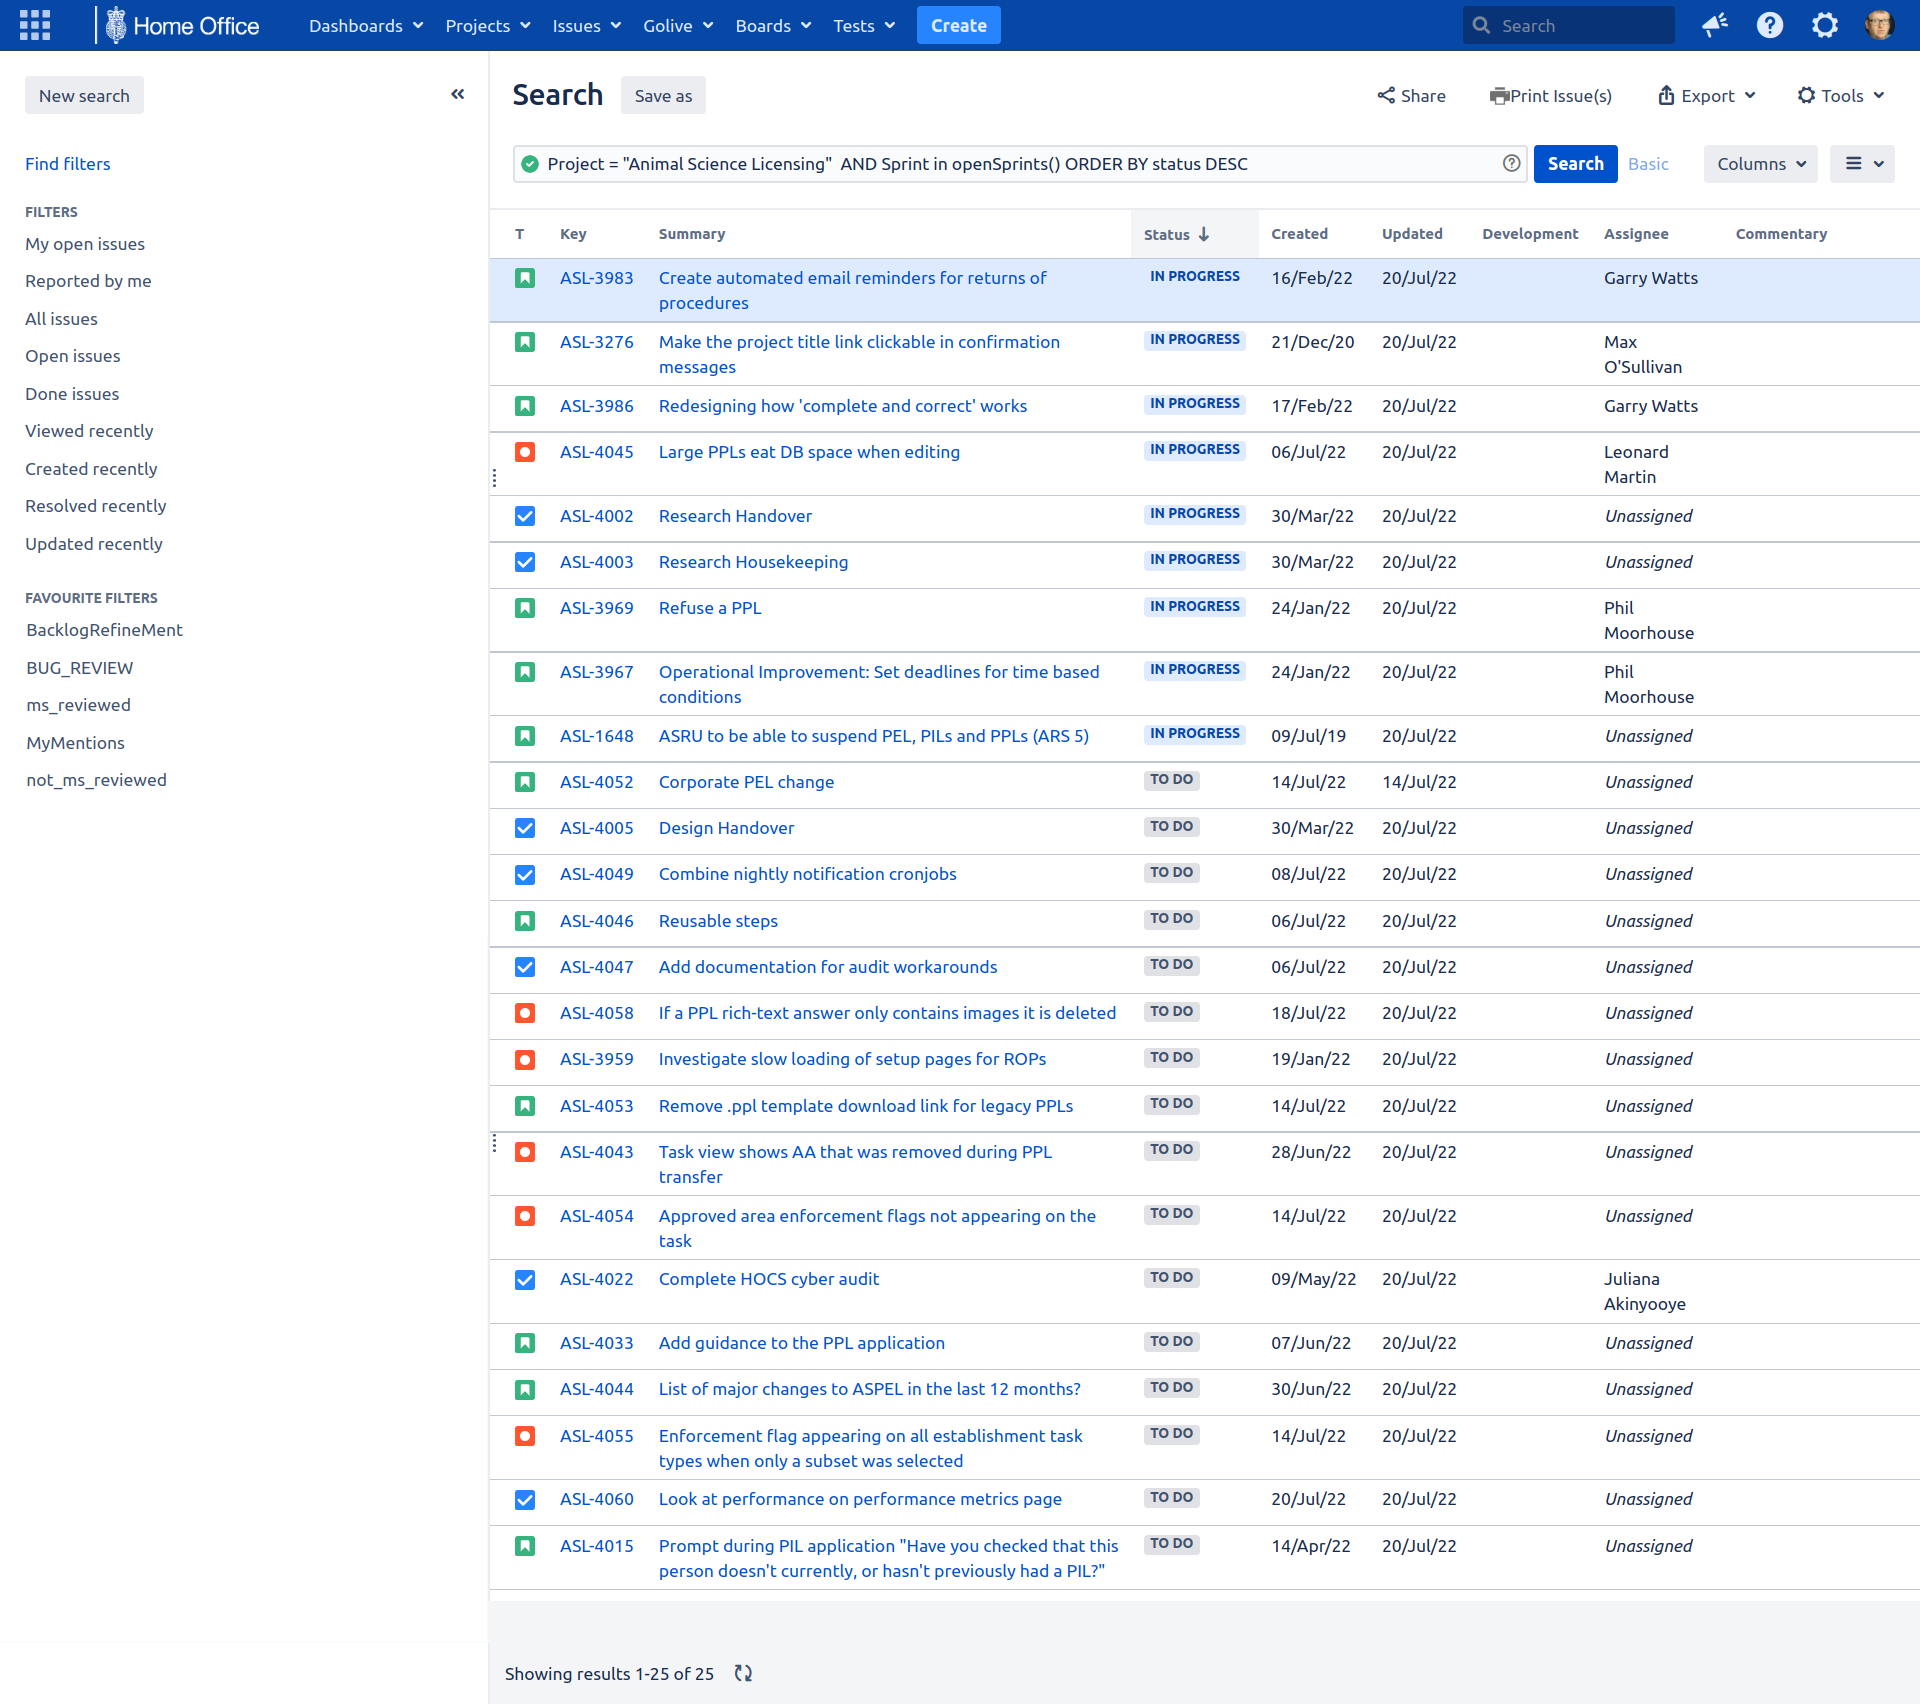 Home Office Dashboards Projects Issues Golive Boards Tests Create Search
New search
Find filters
FILTERS
My open issues
Reported by me
All issues
Open issues
Done issues
Viewed recently
Created recently
Resolved recently
Updated recently
FAVOURITE FILTERS
BacklogRefineMent
BUG_REVIEW
ms_reviewed
MyMentions
not_ms_reviewed
Search Save as Share Print Issue(s) Export Tools
Project = "Animal Science Licensing" AND Sprint in openSprints() ORDER BY status DESC Search Basic Columns
T Key Summary Status Created Updated Development Assignee Commentary
ASL-3983 Create automated email reminders for returns of IN PROGRESS 16/Feb/22 20/Jul/22 Garry Watts
procedures
ASL-3276 Make the project title link clickable in confirmation IN PROGRESS 21/Dec/20 20/Jul/22 Max
messages O'Sullivan
ASL-3986 Redesigning how 'complete and correct' works IN PROGRESS 17/Feb/22 20/Jul/22 Garry Watts
ASL-4045 Large PPLs eat DB space when editing IN PROGRESS 06/Jul/22 20/Jul/22 Leonard
Martin
ASL-4002 Research Handover IN PROGRESS 30/Mar/22 20/Jul/22 Unassigned
ASL-4003 Research Housekeeping IN PROGRESS 30/Mar/22 20/Jul/22 Unassigned
ASL-3969 Refuse a PPL IN PROGRESS 24/Jan/22 20/Jul/22 Phil
Moorhouse
ASL-3967 Operational Improvement: Set deadlines for time based IN PROGRESS 24/Jan/22 20/Jul/22 Phil
conditions Moorhouse
ASL-1648 ASRU to be able to suspend PEL, PILs and PPLs (ARS 5) IN PROGRESS 09/Jul/19 20/Jul/22 Unassigned
ASL-4052 Corporate PEL change TO DO 14/Jul/22 14/Jul/22 Unassigned
ASL-4005 Design Handover TO DO 30/Mar/22 20/Jul/22 Unassigned
ASL-4049 Combine nightly notification cronjobs TO DO 08/Jul/22 20/Jul/22 Unassigned
ASL-4046 Reusable steps TO DO 06/Jul/22 20/Jul/22 Unassigned
ASL-4047 Add documentation for audit workarounds TO DO 06/Jul/22 20/Jul/22 Unassigned
ASL-4058 If a PPL rich-text answer only contains images it is deleted TO DO 18/Jul/22 20/Jul/22 Unassigned
ASL-3959 Investigate slow loading of setup pages for ROPs TO DO 19/Jan/22 20/Jul/22 Unassigned
ASL-4053 Remove .ppl template download link for legacy PPLs TO DO 14/Jul/22 20/Jul/22 Unassigned
ASL-4043 Task view shows AA that was removed during PPL TO DO 28/Jun/22 20/Jul/22 Unassigned
transfer
ASL-4054 Approved area enforcement flags not appearing on the TO DO 14/Jul/22 20/Jul/22 Unassigned
task
ASL-4022 Complete HOCS cyber audit TO DO 09/May/22 20/Jul/22 Juliana
Akinyooye
ASL-4033 Add guidance to the PPL application TO DO 07/Jun/22 20/Jul/22 Unassigned
ASL-4044 List of major changes to ASPEL in the last 12 months? TO DO 30/Jun/22 20/Jul/22 Unassigned
ASL-4055 Enforcement flag appearing on all establishment task TO DO 14/Jul/22 20/Jul/22 Unassigned
types when only a subset was selected
ASL-4060 Look at performance on performance metrics page TO DO 20/Jul/22 20/Jul/22 Unassigned
ASL-4015 Prompt during PIL application "Have you checked that this TO DO 14/Apr/22 20/Jul/22 Unassigned
person doesn't currently, or hasn't previously had a PIL?"
Showing results 1-25 of 25